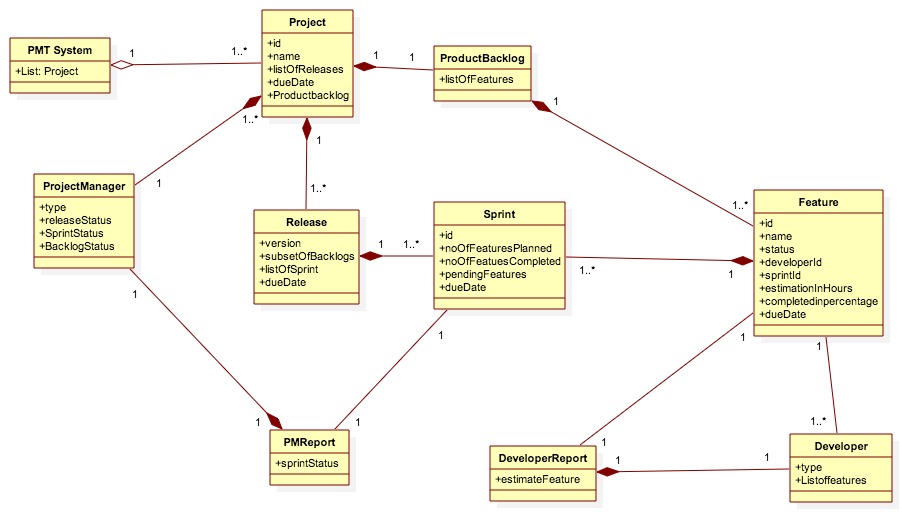 Project
+id
+name
+listOfReleases
+dueDate
+Productbacklog
PMT System
+List: Project
1
1..*
1
1
ProductBacklog
+listOfFeatures
1
1..*
1
1
1..*
1..*
ProjectManager
+type
+releaseStatus
+SprintStatus
+BacklogStatus
Release
+version
+subsetOfBacklogs
+listOfSprint
+dueDate
1
1..*
Sprint
+id
+noOfFeaturesPlanned
+noOfFeatuesCompleted
+pendingFeatures
+dueDate
1..*
1
Feature
+id
+name
+status
+developerId
+sprintId
+estimationInHours
+completedinpercentage
+dueDate
1
1
1
1
1
1
1..*
PMReport
+sprintStatus
DeveloperReport
+estimateFeature
1
1
Developer
+type
+Listoffeatures